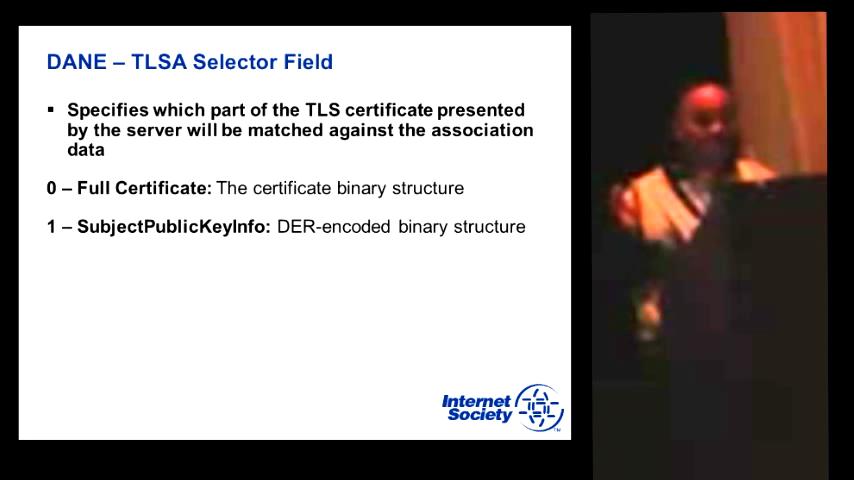 DANE – TLSA Selector Field
▪ Specifies which part of the TLS certificate presented
by the server will be matched against the association
data
0 – Full Certificate: The certificate binary structure
1 – SubjectPublicKeyInfo: DER-encoded binary structure
Internet
Society
TM